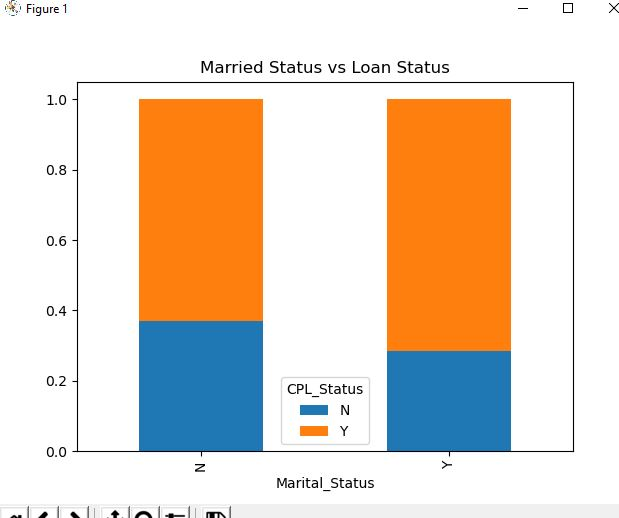 Figure 1
Married Status vs Loan Status
1.0
0.8
0.6
0.4
0.2
0.0
CPL_Status
N
Y
N
Y
Marital_Status